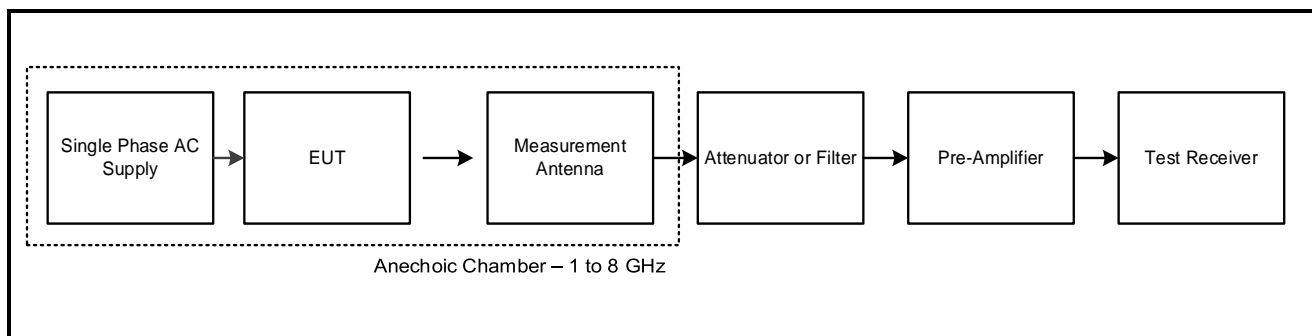 Single Phase AC
Supply
EUT
Measurement
Antenna
Attenuator or Filter
Pre-Amplifier
Test Receiver
Anechoic Chamber – 1 to 8 GHz